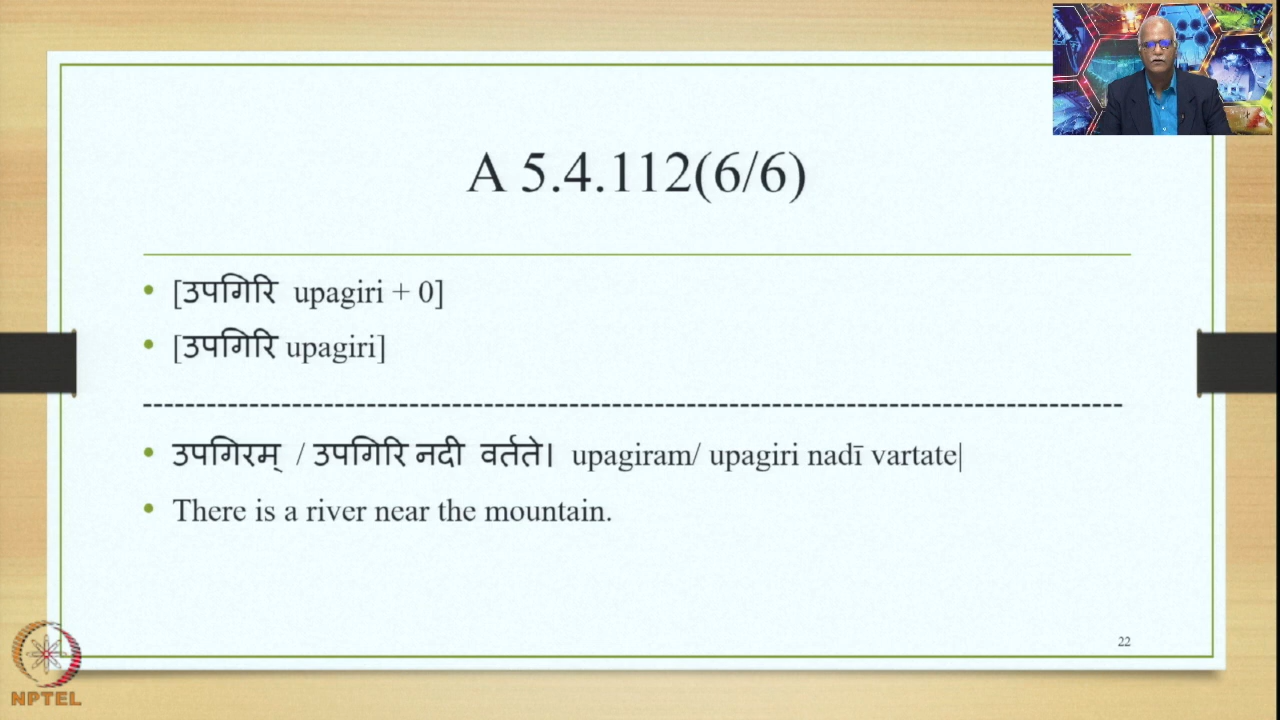 A 5.4.112(6/6)
• [उपगिरि upagiri + 0]
• [उपगिरि upagiri]
--------------------------------------------------------------------------------------------
• उपगिरम् / उपगिरि नदी वर्तते। upagiram/ upagiri nadī vartate|
• There is a river near the mountain.
22
NPTEL